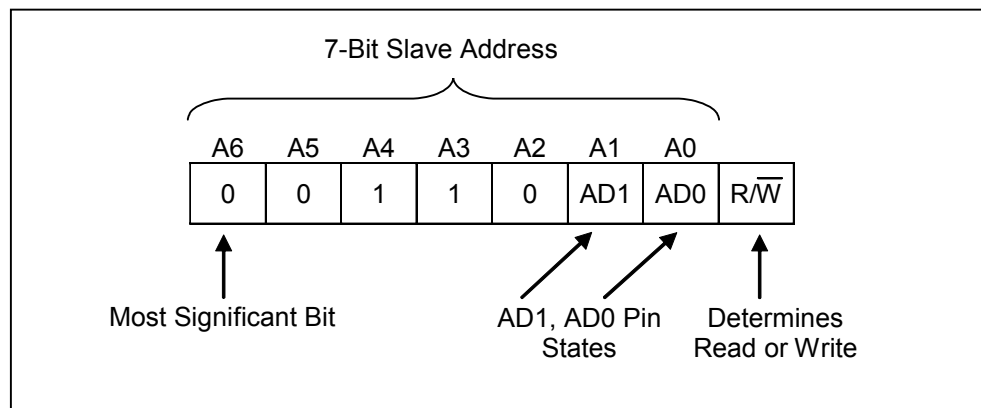 7-Bit Slave Address
A6 A5 A4 A3 A2 A1 A0
0 0 1 1 0 AD1 AD0 R/W̅
Most Significant Bit
AD1, AD0 Pin
States
Determines
Read or Write